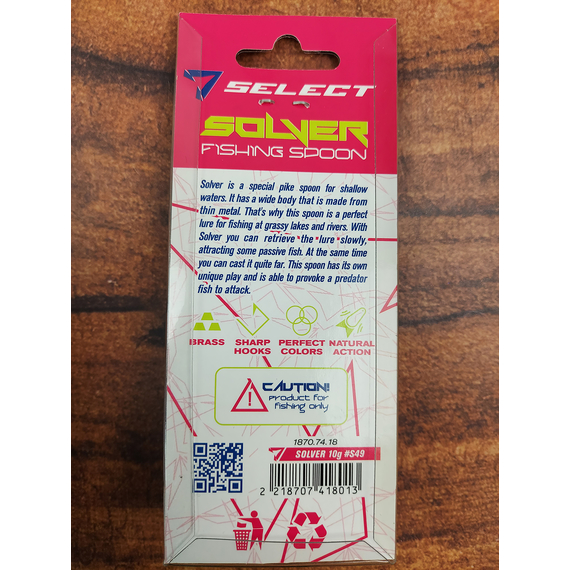 SELECT
SOLVER
FISHING SPOON
Solver is a special pike spoon for shallow
waters. It has a wide body that is made from
thin metal. That's why this spoon is a perfect
lure for fishing at grassy lakes and rivers. With
Solver you can retrieve the lure slowly,
attracting some passive fish. At the same time
you can cast it quite far. This spoon has its own
unique play and is able to provoke a predator
fish to attack.
BRASS SHARP HOOKS PERFECT COLORS NATURAL ACTION
CAUTION!
Product for
fishing only
1870.74.18
SOLVER 10g #S49
2 218707 418013